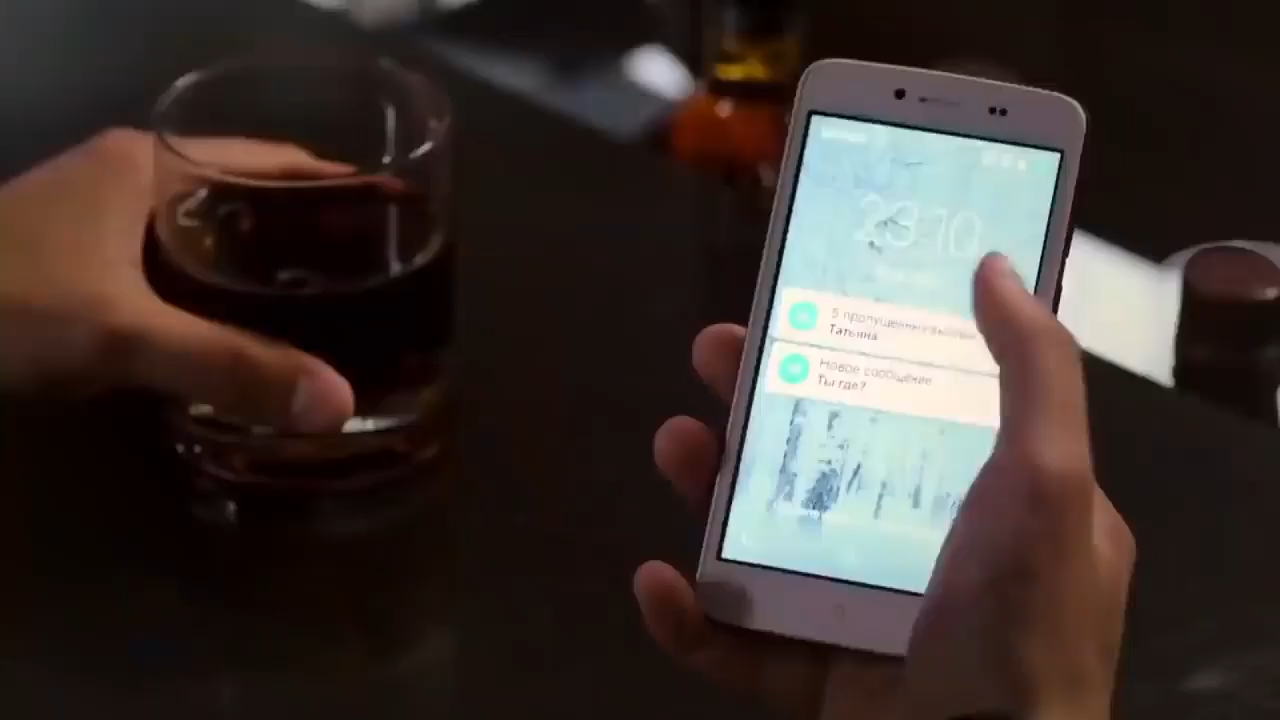 23:10
5 пропущенных
Татьяна
Новое сообщение
Ты где?